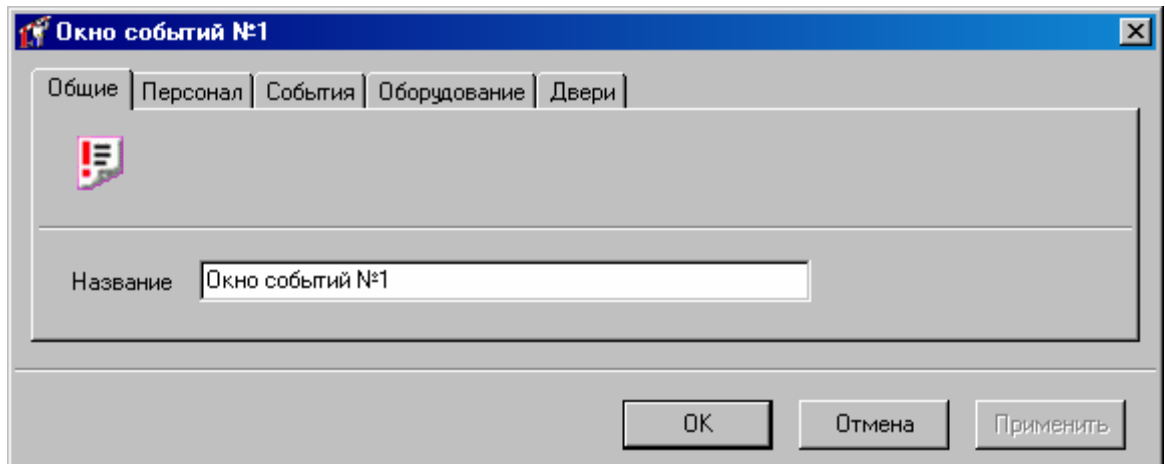 Окно событий №1
Общие Персонал События Оборудование Двери
Название Окно событий №1
OK Отмена Применить